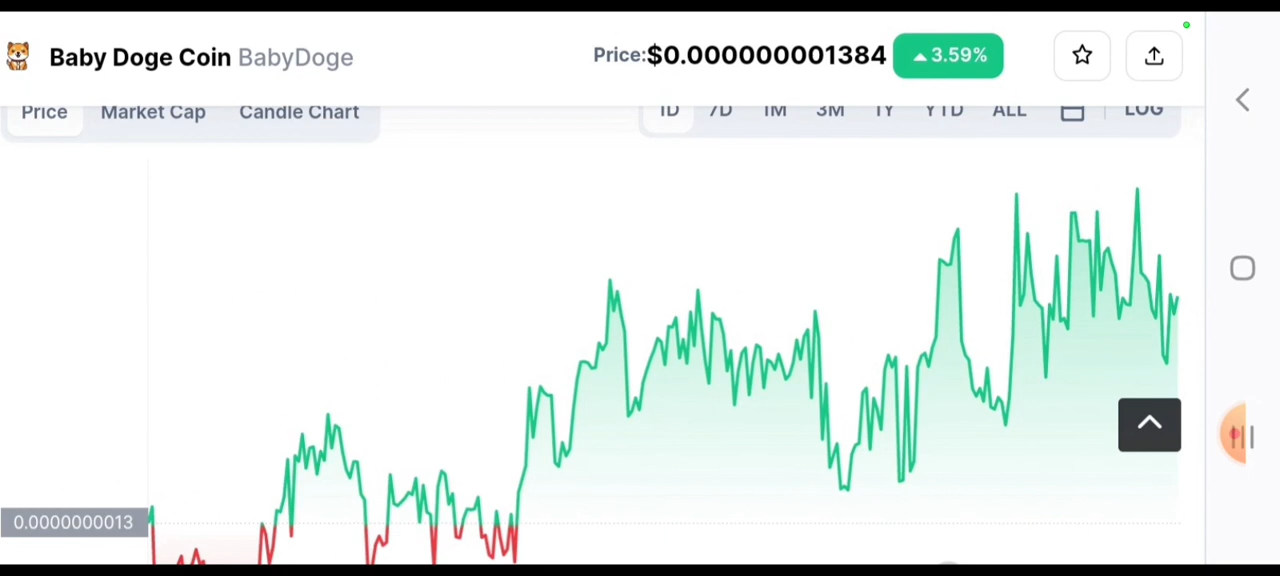 Baby Doge Coin BabyDoge
Price:$0.000000001384 3.59%
Price Market Cap Candle Chart
1D 7D 1M 3M 1Y YTD ALL LOG
0.0000000013